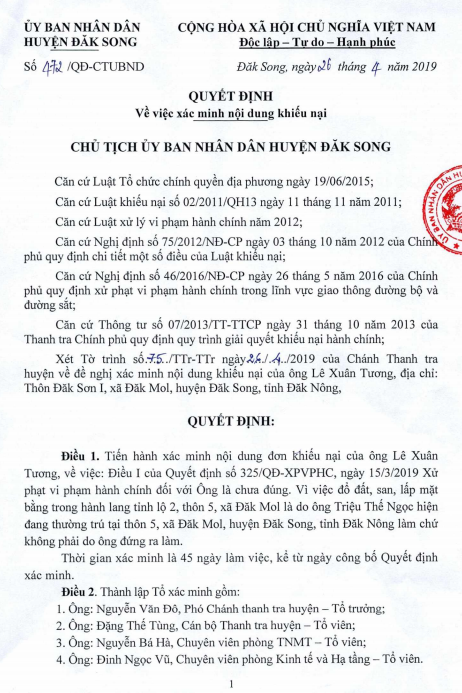 ỦY BAN NHÂN DÂN
HUYỆN ĐĂK SONG
CỘNG HÒA XÃ HỘI CHỦ NGHĨA VIỆT NAM
Độc lập – Tự do – Hạnh phúc
Số 472 /QĐ-CTUBND
Đăk Song, ngày 26 tháng 4 năm 2019
QUYẾT ĐỊNH
Về việc xác minh nội dung khiếu nại
CHỦ TỊCH ỦY BAN NHÂN DÂN HUYỆN ĐĂK SONG
Căn cứ Luật Tổ chức chính quyền địa phương ngày 19/06/2015;
Căn cứ Luật khiếu nại số 02/2011/QH13 ngày 11 tháng 11 năm 2011;
Căn cứ Luật xử lý vi phạm hành chính năm 2012;
Căn cứ Nghị định số 75/2012/NĐ-CP ngày 03 tháng 10 năm 2012 của Chính
phủ quy định chi tiết một số điều của Luật khiếu nại;
Căn cứ Nghị định số 46/2016/NĐ-CP ngày 26 tháng 5 năm 2016 của Chính
phủ quy định xử phạt vi phạm hành chính trong lĩnh vực giao thông đường bộ và
đường sắt;
Căn cứ Thông tư số 07/2013/TT-TTCP ngày 31 tháng 10 năm 2013 của
Thanh tra Chính phủ quy định quy trình giải quyết khiếu nại hành chính;
Xét Tờ trình số.75../TTr-TTr ngày26./.4../2019 của Chánh Thanh tra
huyện về đề nghị xác minh nội dung khiếu nại của ông Lê Xuân Tương, địa chỉ:
Thôn Đăk Sơn I, xã Đăk Mol, huyện Đăk Song, tỉnh Đăk Nông,
QUYẾT ĐỊNH:
Điều 1. Tiến hành xác minh nội dung đơn khiếu nại của ông Lê Xuân
Tương, về việc: Điều I của Quyết định số 325/QĐ-XPVPHC, ngày 15/3/2019 Xử
phạt vi phạm hành chính đối với Ông là chưa đúng. Vì việc đổ đất, san, lấp mặt
bằng trong hành lang tỉnh lộ 2, thôn 5, xã Đăk Mol là do ông Triệu Thế Ngọc hiện
đang thường trú tại thôn 5, xã Đăk Mol, huyện Đăk Song, tỉnh Đăk Nông làm chứ
không phải do ông đứng ra làm.
Thời gian xác minh là 45 ngày làm việc, kể từ ngày công bố Quyết định
xác minh.
Điều 2. Thành lập Tổ xác minh gồm:
1. Ông: Nguyễn Văn Đô, Phó Chánh thanh tra huyện – Tổ trưởng;
2. Ông: Đặng Thế Tùng, Cán bộ Thanh tra huyện – Tổ viên;
3. Ông: Nguyễn Bá Hà, Chuyên viên phòng TNMT – Tổ viên;
4. Ông: Đinh Ngọc Vũ, Chuyên viên phòng Kinh tế và Hạ tầng – Tổ viên.
1